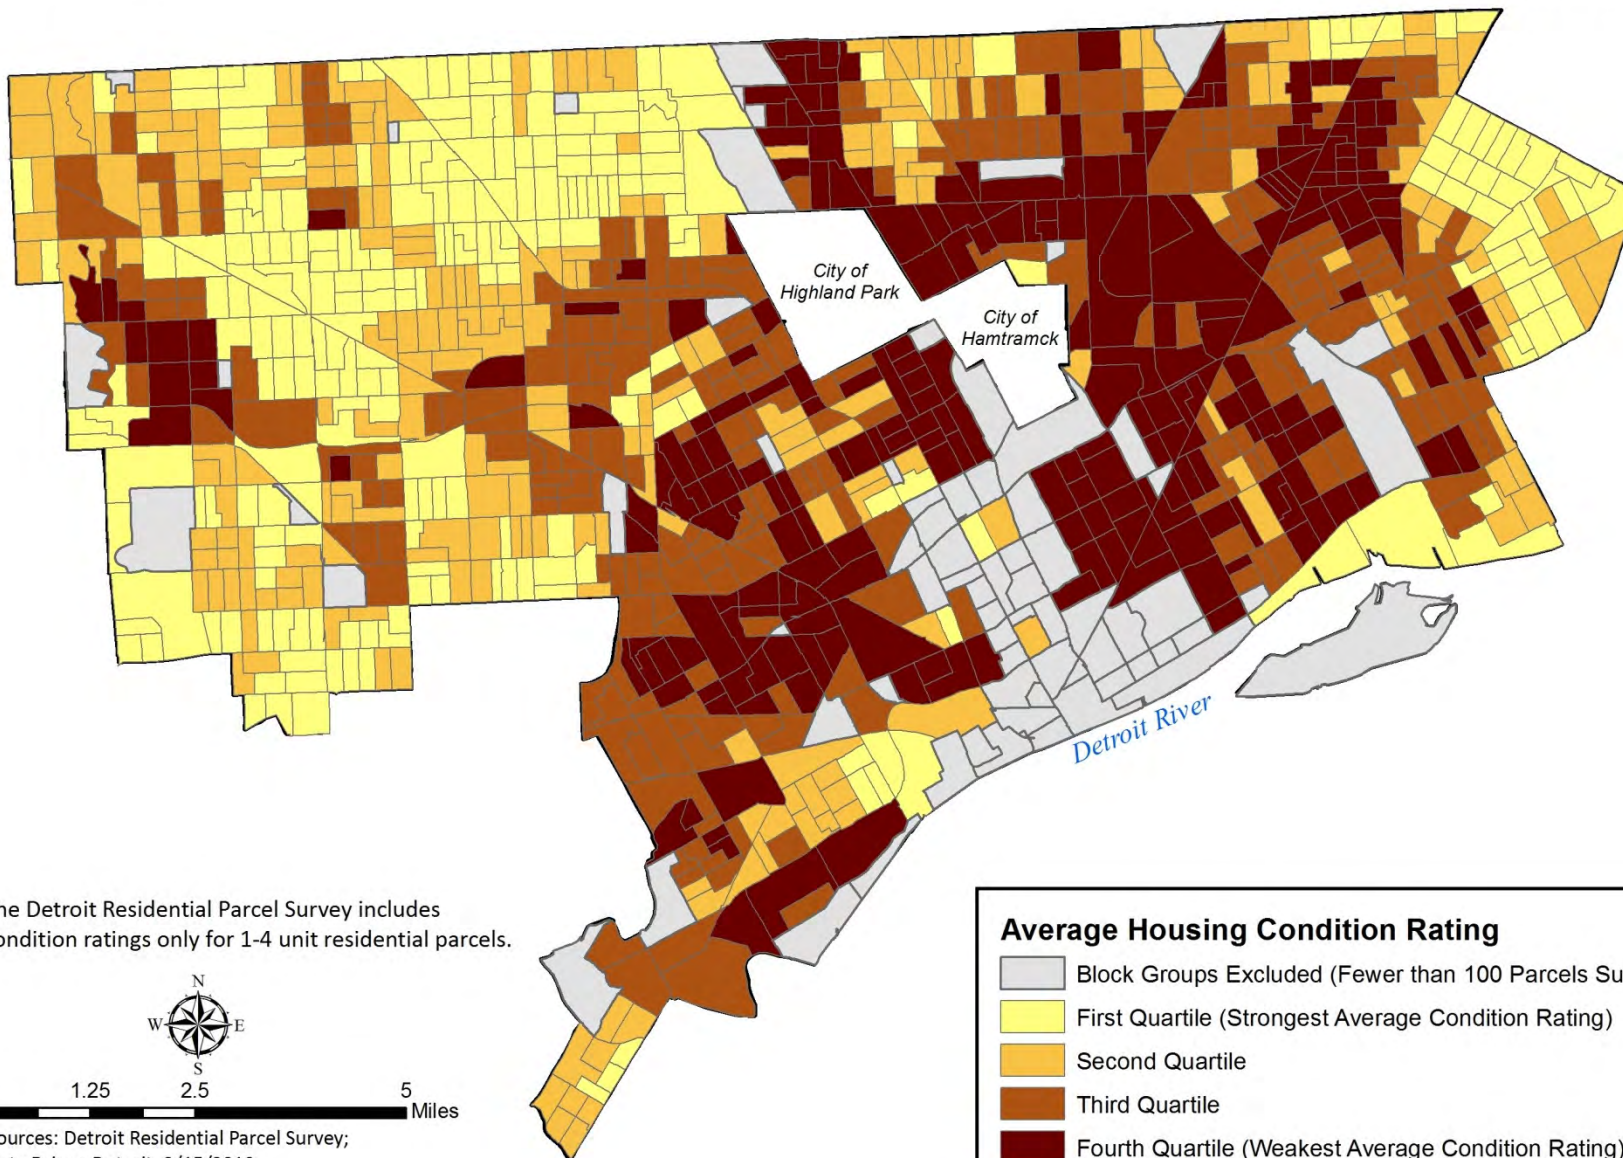 City of
Highland Park
City of
Hamtramck
Detroit River
he Detroit Residential Parcel Survey includes
ondition ratings only for 1-4 unit residential parcels.
N
W E
S
1.25 2.5 5
Miles
ources: Detroit Residential Parcel Survey;
Average Housing Condition Rating
Block Groups Excluded (Fewer than 100 Parcels Su
First Quartile (Strongest Average Condition Rating)
Second Quartile
Third Quartile
Fourth Quartile (Weakest Average Condition Rating)